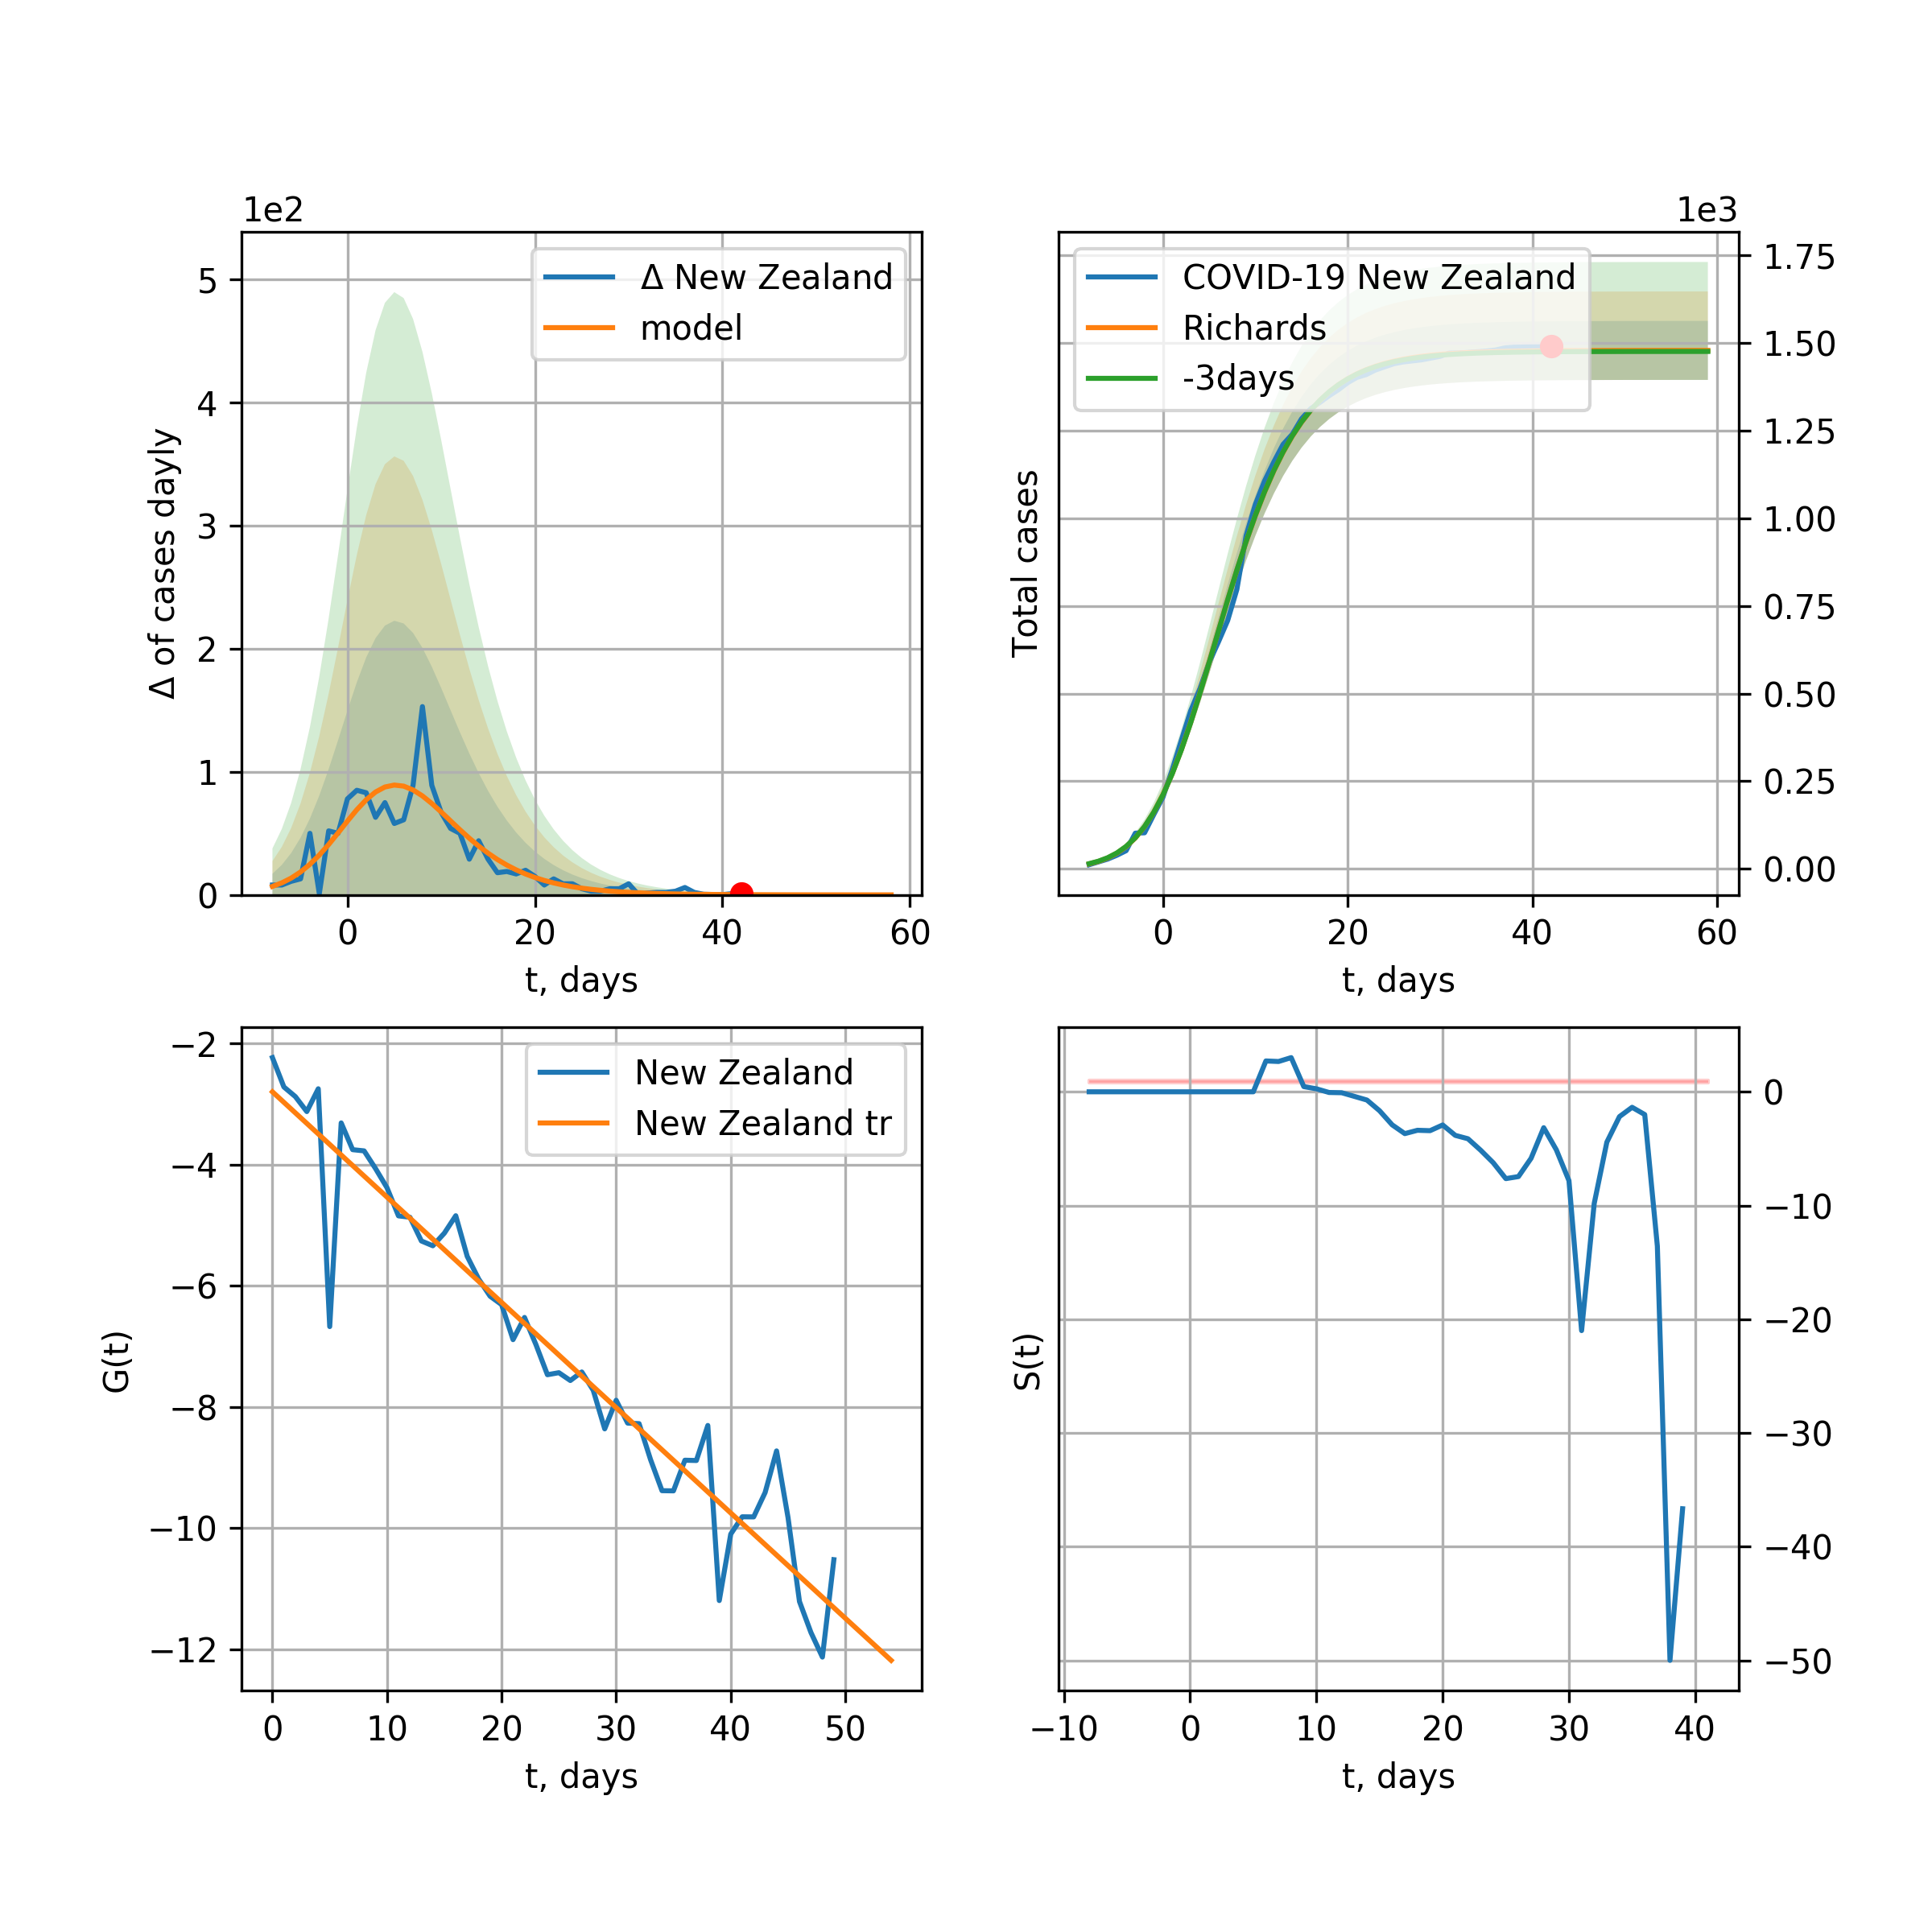 1e2
Δ of cases dayly
5
4
3
2
1
0
Δ New Zealand
model
0 20 40 60
t, days
1e3
Total cases
COVID-19 New Zealand
Richards
-3days
1.75
1.50
1.25
1.00
0.75
0.50
0.25
0.00
0 20 40 60
t, days
G(t)
−2
−4
−6
−8
−10
−12
New Zealand
New Zealand tr
0 10 20 30 40 50
t, days
S(t)
0
−10
−20
−30
−40
−50
−10 0 10 20 30 40
t, days